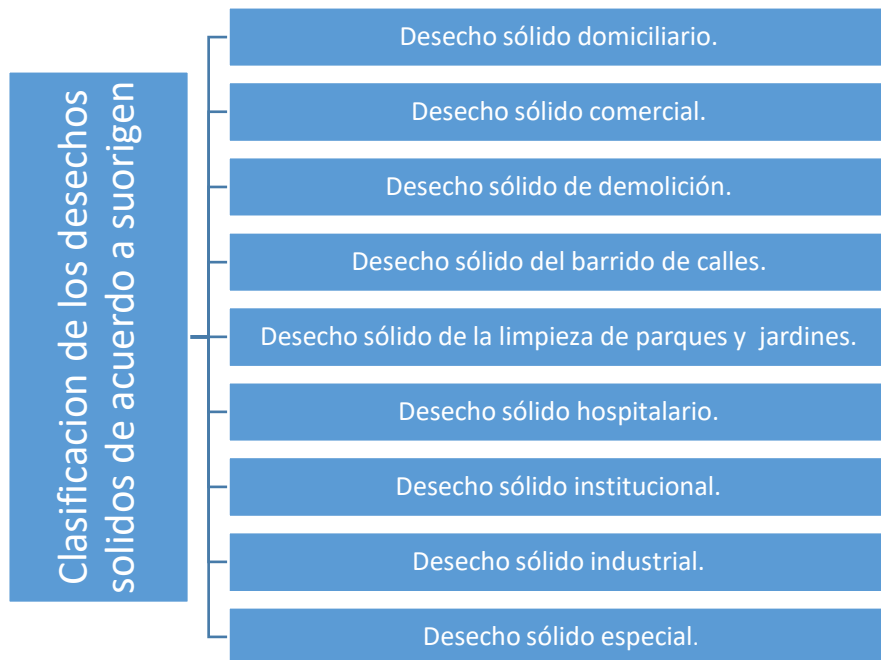 Clasificacion de los desechos
solidos de acuerdo a suorigen
Desecho sólido domiciliario.
Desecho sólido comercial.
Desecho sólido de demolición.
Desecho sólido del barrido de calles.
Desecho sólido de la limpieza de parques y jardines.
Desecho sólido hospitalario.
Desecho sólido institucional.
Desecho sólido industrial.
Desecho sólido especial.